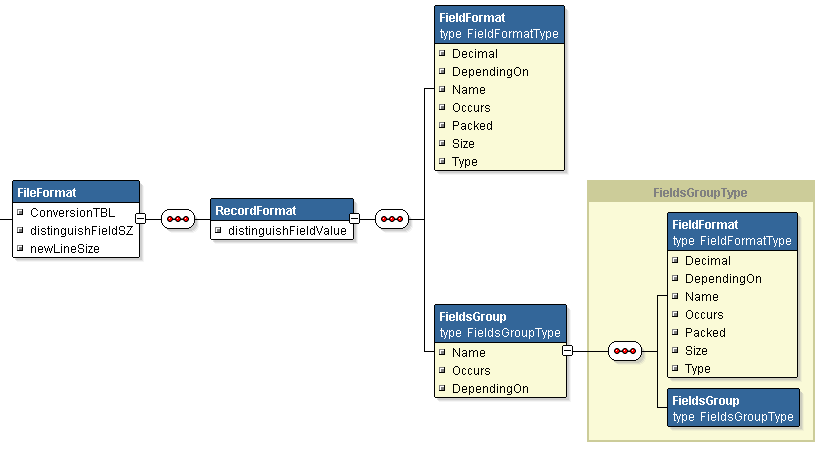 FileFormat
ConversionTBL
distinguishFieldSZ
newLineSize
RecordFormat
distinguishFieldValue
FieldFormat
type FieldFormatType
Decimal
DependingOn
Name
Occurs
Packed
Size
Type
FieldsGroup
type FieldsGroupType
Name
Occurs
DependingOn
FieldsGroupType
FieldFormat
type FieldFormatType
Decimal
DependingOn
Name
Occurs
Packed
Size
Type
FieldsGroup
type FieldsGroupType